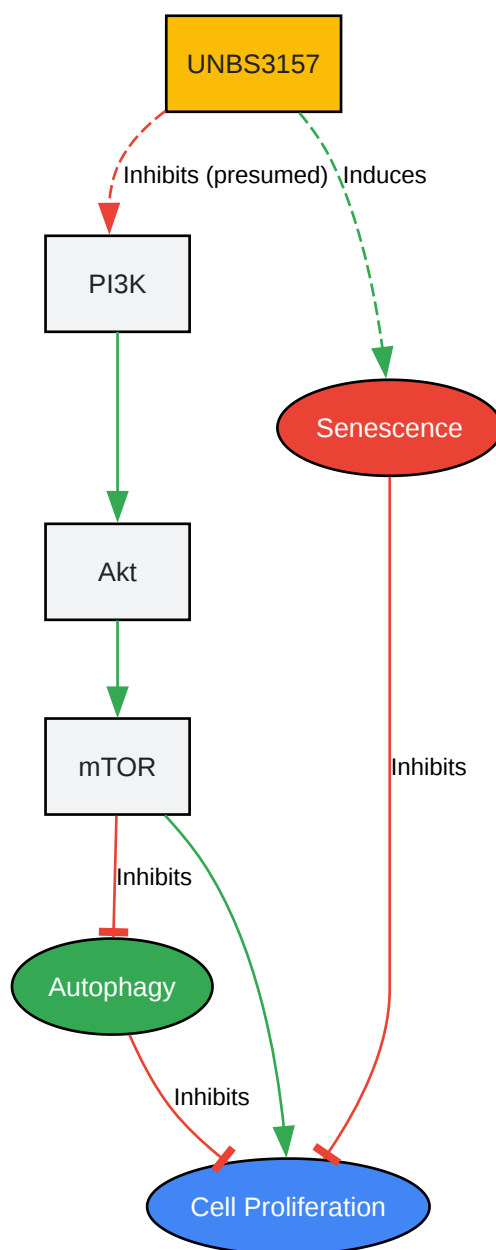 UNBS3157
Inhibits (presumed)
Induces
PI3K
Senescence
Akt
mTOR
Inhibits
Inhibits
Autophagy
Inhibits
Cell Proliferation